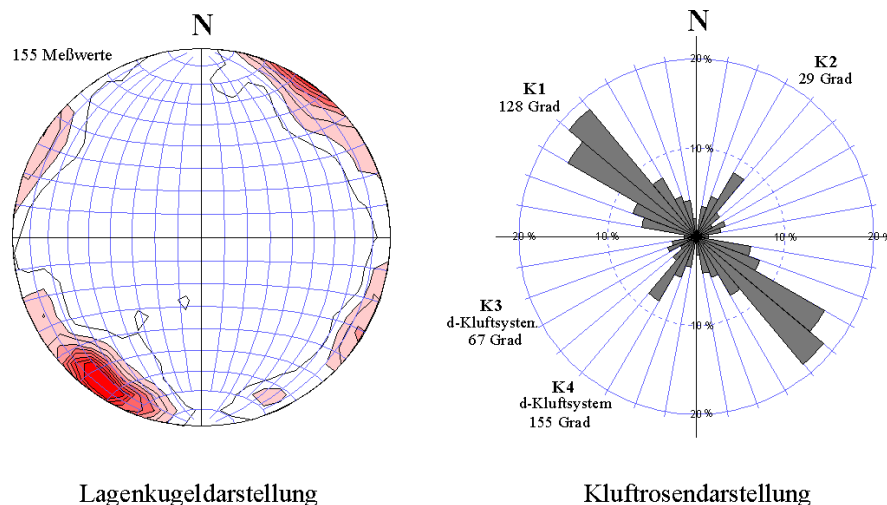 N
155 Meßwerte
Lagenkugeldarstellung
N
20 %
K2
29 Grad
K1
128 Grad
10 %
20 %
10 %
10 %
20 %
10 %
K3
d-Kluftsystem
67 Grad
K4
d-Kluftsystem
155 Grad
20 %
Kluftrosendarstellung